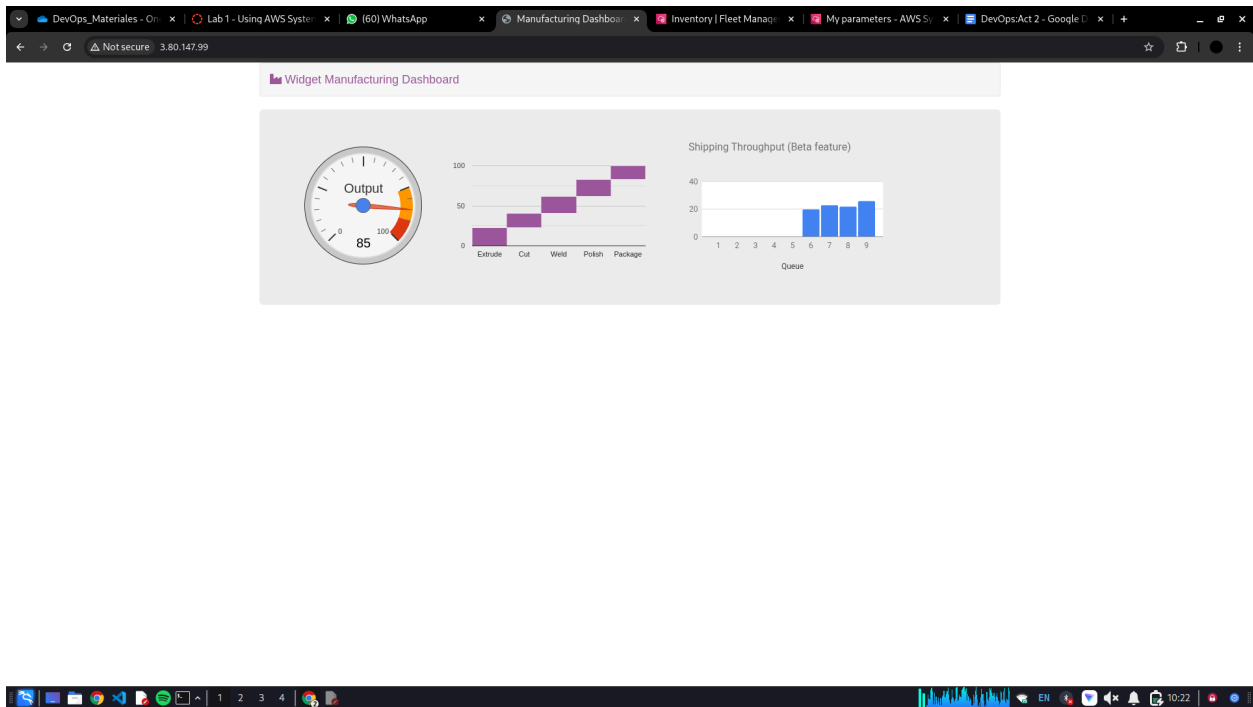 DevOps_Materiales - On
Lab 1 - Using AWS System
(60) WhatsApp
Manufacturing Dashboar
Inventory | Fleet Manage
My parameters - AWS Sy
DevOps:Act 2 - Google D
Not secure 3.80.147.99
Widget Manufacturing Dashboard
Output
0 100
85
100
50
0
Extrude Cut Weld Polish Package
Shipping Throughput (Beta feature)
40
20
0
1 2 3 4 5 6 7 8 9
Queue
1 2 3 4
EN
10:22